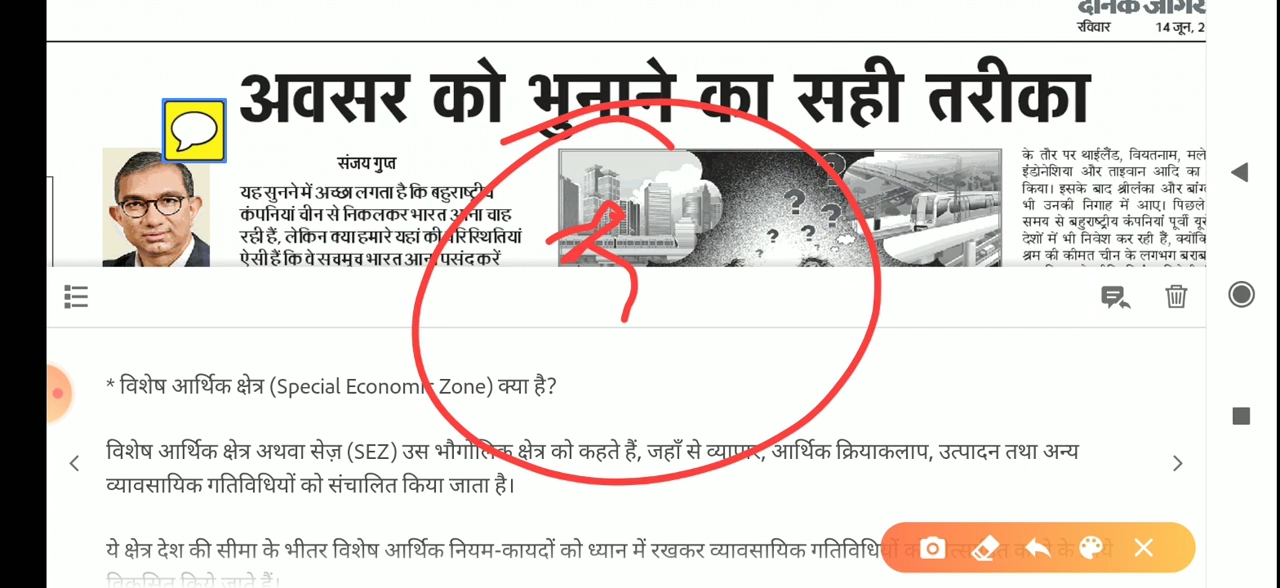 दैनिक जागर
रविवार 14 जून, 2
अवसर को भुनाने का सही तरीका
संजय गुप्त
यह सुनने में अच्छा लगता है कि बहुराष्ट्रीय
कंपनियां चीन से निकलकर भारत आना चाह
रही हैं, लेकिन क्या हमारे यहां की परिस्थितियां
ऐसी हैं कि वे सचमुच भारत आना पसंद करें
के तौर पर थाईलैंड, वियतनाम, मले
इंडोनेशिया और ताइवान आदि का
किया। इसके बाद श्रीलंका और बांग
भी उनकी निगाह में आए। पिछले
समय से बहुराष्ट्रीय कंपनियां पूर्वी यूर
देशों में भी निवेश कर रही हैं, क्योंकि
श्रम की कीमत चीन के लगभग बराब
* विशेष आर्थिक क्षेत्र (Special Economic Zone) क्या है?
विशेष आर्थिक क्षेत्र अथवा सेज़ (SEZ) उस भौगोलिक क्षेत्र को कहते हैं, जहाँ से व्यापार, आर्थिक क्रियाकलाप, उत्पादन तथा अन्य
व्यावसायिक गतिविधियों को संचालित किया जाता है।
ये क्षेत्र देश की सीमा के भीतर विशेष आर्थिक नियम-कायदों को ध्यान में रखकर व्यावसायिक गतिविधियों
विकसित किये जाते हैं।